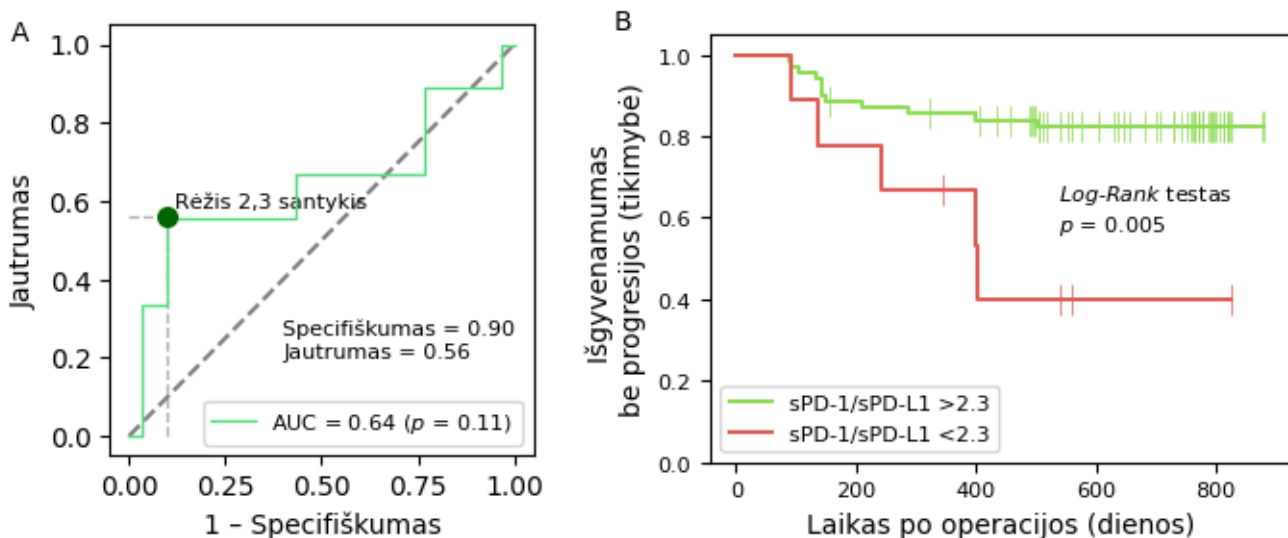 A
Jautrumas
1.0
0.8
0.6
0.4
0.2
0.0
Rėžis 2,3 santykis
Specifiškumas = 0.90
Jautrumas = 0.56
AUC = 0.64 (p = 0.11)
0.00 0.25 0.50 0.75 1.00
1 – Specifiškumas
B
Išgyvenamumas
be progresijos (tikimybė)
1.0
0.8
0.6
0.4
0.2
0.0
Log-Rank testas
p = 0.005
sPD-1/sPD-L1 >2.3
sPD-1/sPD-L1 <2.3
0 200 400 600 800
Laikas po operacijos (dienos)